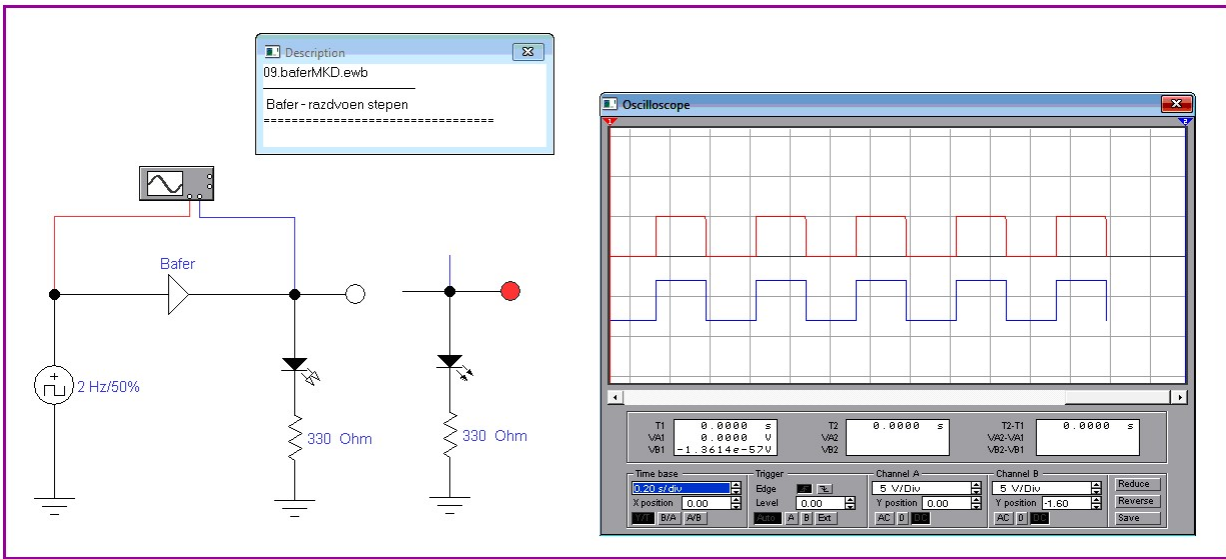 Description
09.baferMKD.ewb
Bafer - razdvoen stepen
==================================
Bafer
2 Hz/50%
330 Ohm
330 Ohm
Oscilloscope
1
2
T1 0.0000 s
VA1 0.0000 V
VB1 -1.3614e-57V
T2 0.0000 s
VA2
VB2
T2-T1 0.0000 s
VA2-VA1
VB2-VB1
Time base
0.20 s/div
X position 0.00
Y/T B/A A/B
Trigger
Edge
Level 0.00
Auto A B Ext
Channel A
5 V/Div
Y position 0.00
AC 0 DC
Channel B
5 V/Div
Y position -1.60
AC 0 DC
Reduce
Reverse
Save